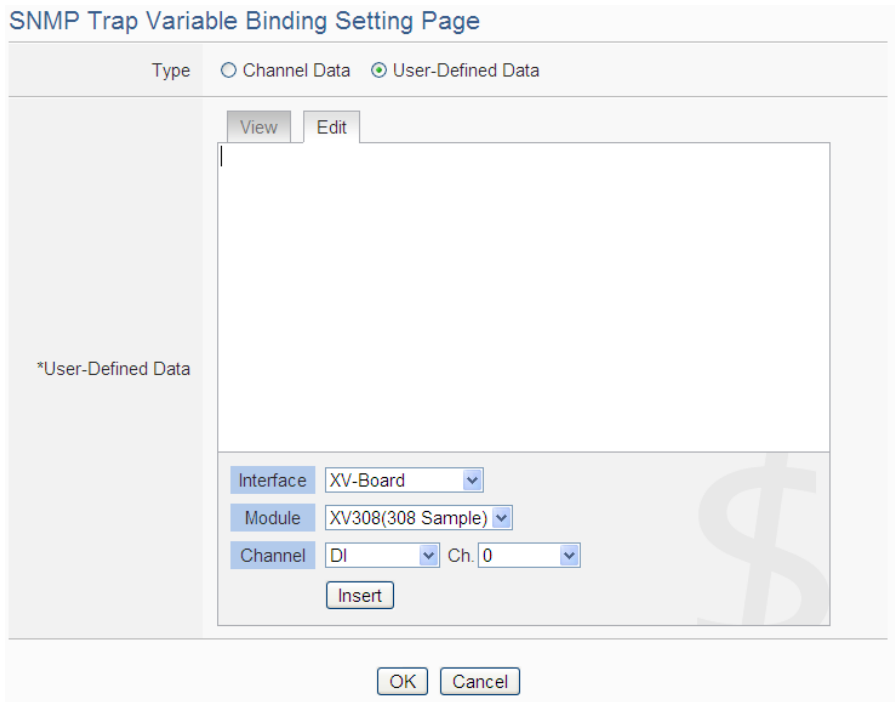 SNMP Trap Variable Binding Setting Page
Type Channel Data User-Defined Data
View Edit
*User-Defined Data
Interface XV-Board
Module XV308(308 Sample)
Channel DI Ch. 0
Insert
$
OK Cancel